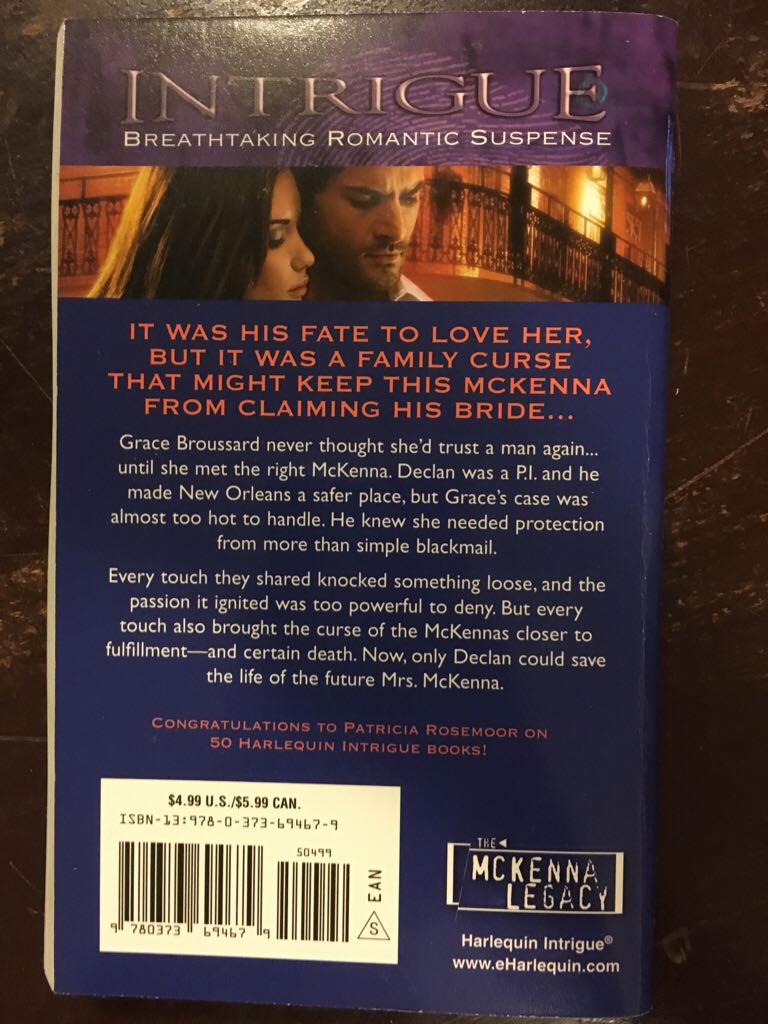 INTRIGUE
BREATHTAKING ROMANTIC SUSPENSE
IT WAS HIS FATE TO LOVE HER,
BUT IT WAS A FAMILY CURSE
THAT MIGHT KEEP THIS MCKENNA
FROM CLAIMING HIS BRIDE...
Grace Broussard never thought she'd trust a man again...
until she met the right McKenna. Declan was a P.I. and he
made New Orleans a safer place, but Grace's case was
almost too hot to handle. He knew she needed protection
from more than simple blackmail.
Every touch they shared knocked something loose, and the
passion it ignited was too powerful to deny. But every
touch also brought the curse of the McKennas closer to
fulfillment—and certain death. Now, only Declan could save
the life of the future Mrs. McKenna.
CONGRATULATIONS TO PATRICIA ROSEMOOR ON
50 HARLEQUIN INTRIGUE BOOKS!
$4.99 U.S./$5.99 CAN.
ISBN-13:978-0-373-69467-9
50499
EAN
S
9 780373 69467 9
THE
MCKENNA
LEGACY
Harlequin Intrigue®
www.eHarlequin.com